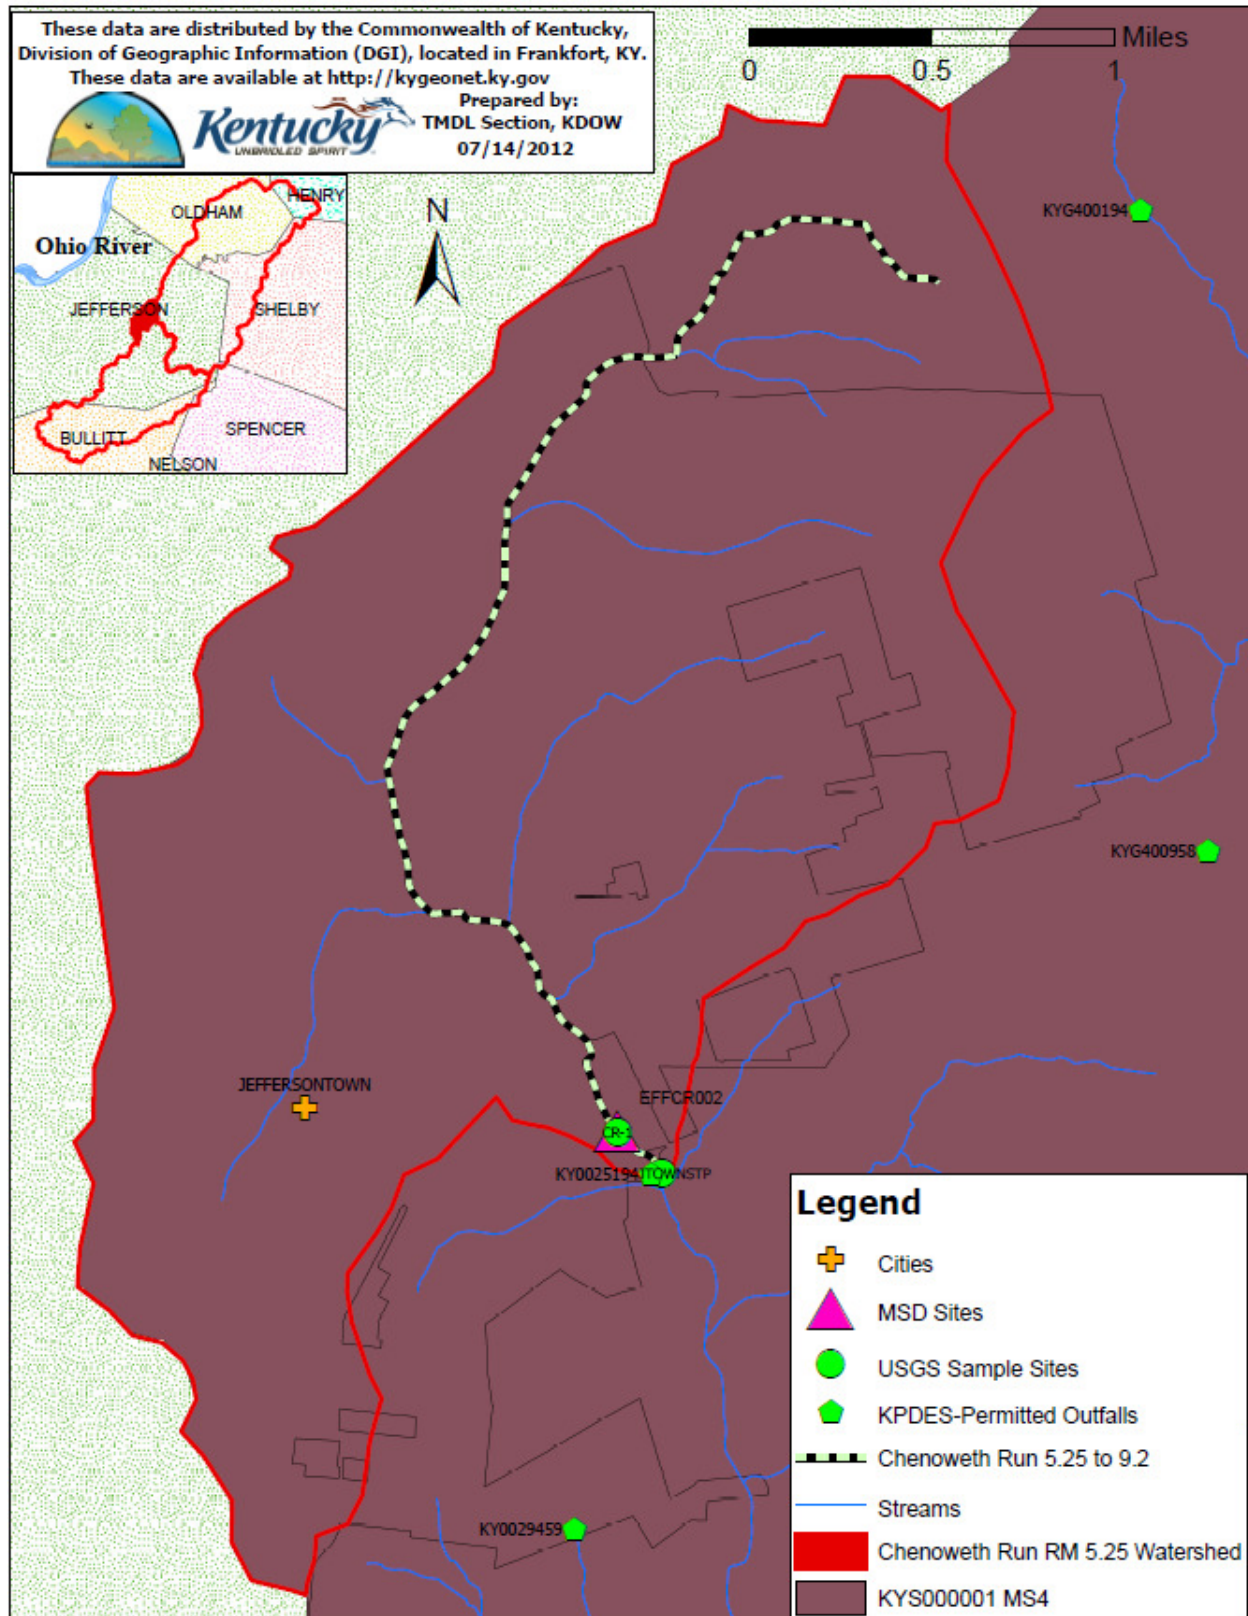 These data are distributed by the Commonwealth of Kentucky,
Division of Geographic Information (DGI), located in Frankfort, KY.
These data are available at http://kygeonet.ky.gov
Kentucky
UNBRIDLED SPIRIT
Prepared by:
TMDL Section, KDOW
07/14/2012
Miles
0 0.5 1
HENRY
OLDHAM
Ohio River
JEFFERSON
SHELBY
BULLITT
SPENCER
NELSON
N
KYG400194
KYG400958
JEFFERSONTOWN
EFFCR002
CR-1
KY0025194 JTOWNSTP
KY0029459
Legend
Cities
MSD Sites
USGS Sample Sites
KPDES-Permitted Outfalls
Chenoweth Run 5.25 to 9.2
Streams
Chenoweth Run RM 5.25 Watershed
KYS000001 MS4